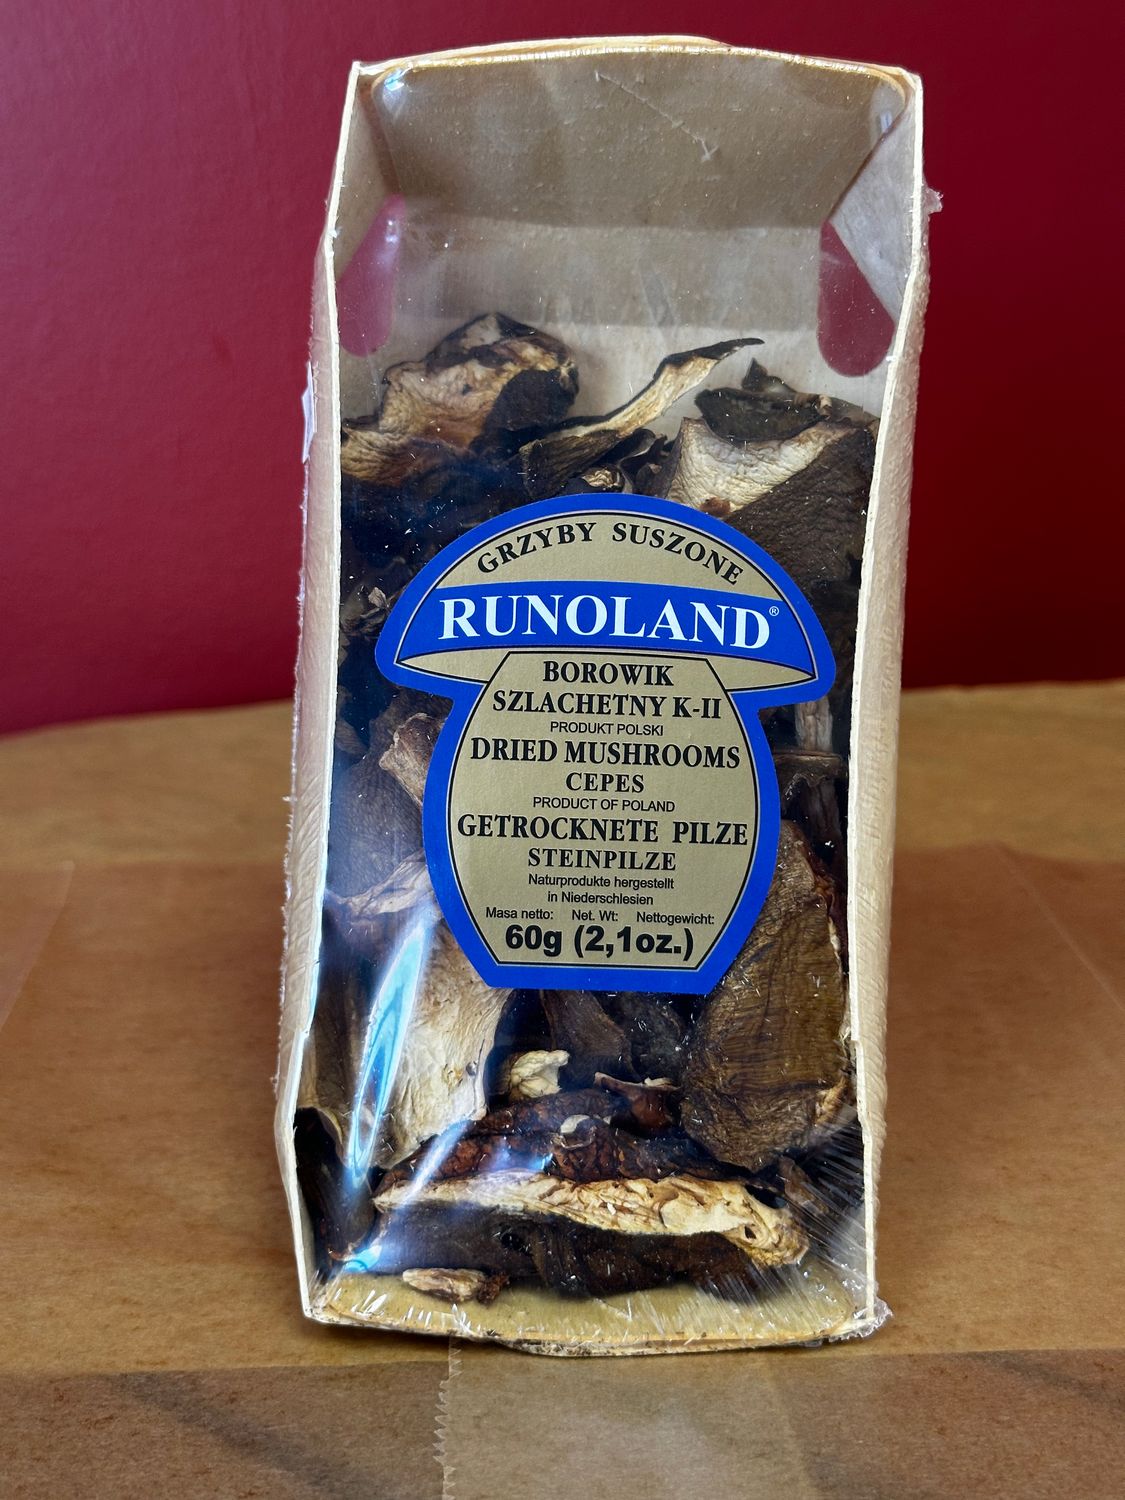 GRZYBY SUSZONE
RUNOLAND®
BOROWIK
SZLACHETNY K-II
PRODUKT POLSKI
DRIED MUSHROOMS
CEPES
PRODUCT OF POLAND
GETROCKNETE PILZE
STEINPILZE
Naturprodukte hergestellt
in Niederschlesien
Masa netto: Net. Wt: Nettogewicht:
60g (2,1oz.)